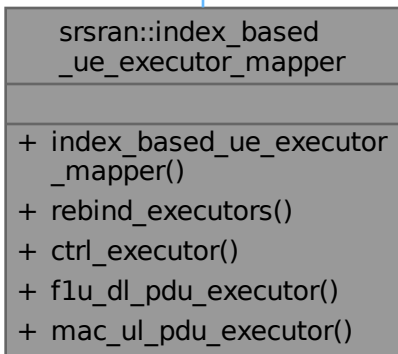 srsran::index_based
_ue_executor_mapper
+ index_based_ue_executor
_mapper()
+ rebind_executors()
+ ctrl_executor()
+ f1u_dl_pdu_executor()
+ mac_ul_pdu_executor()